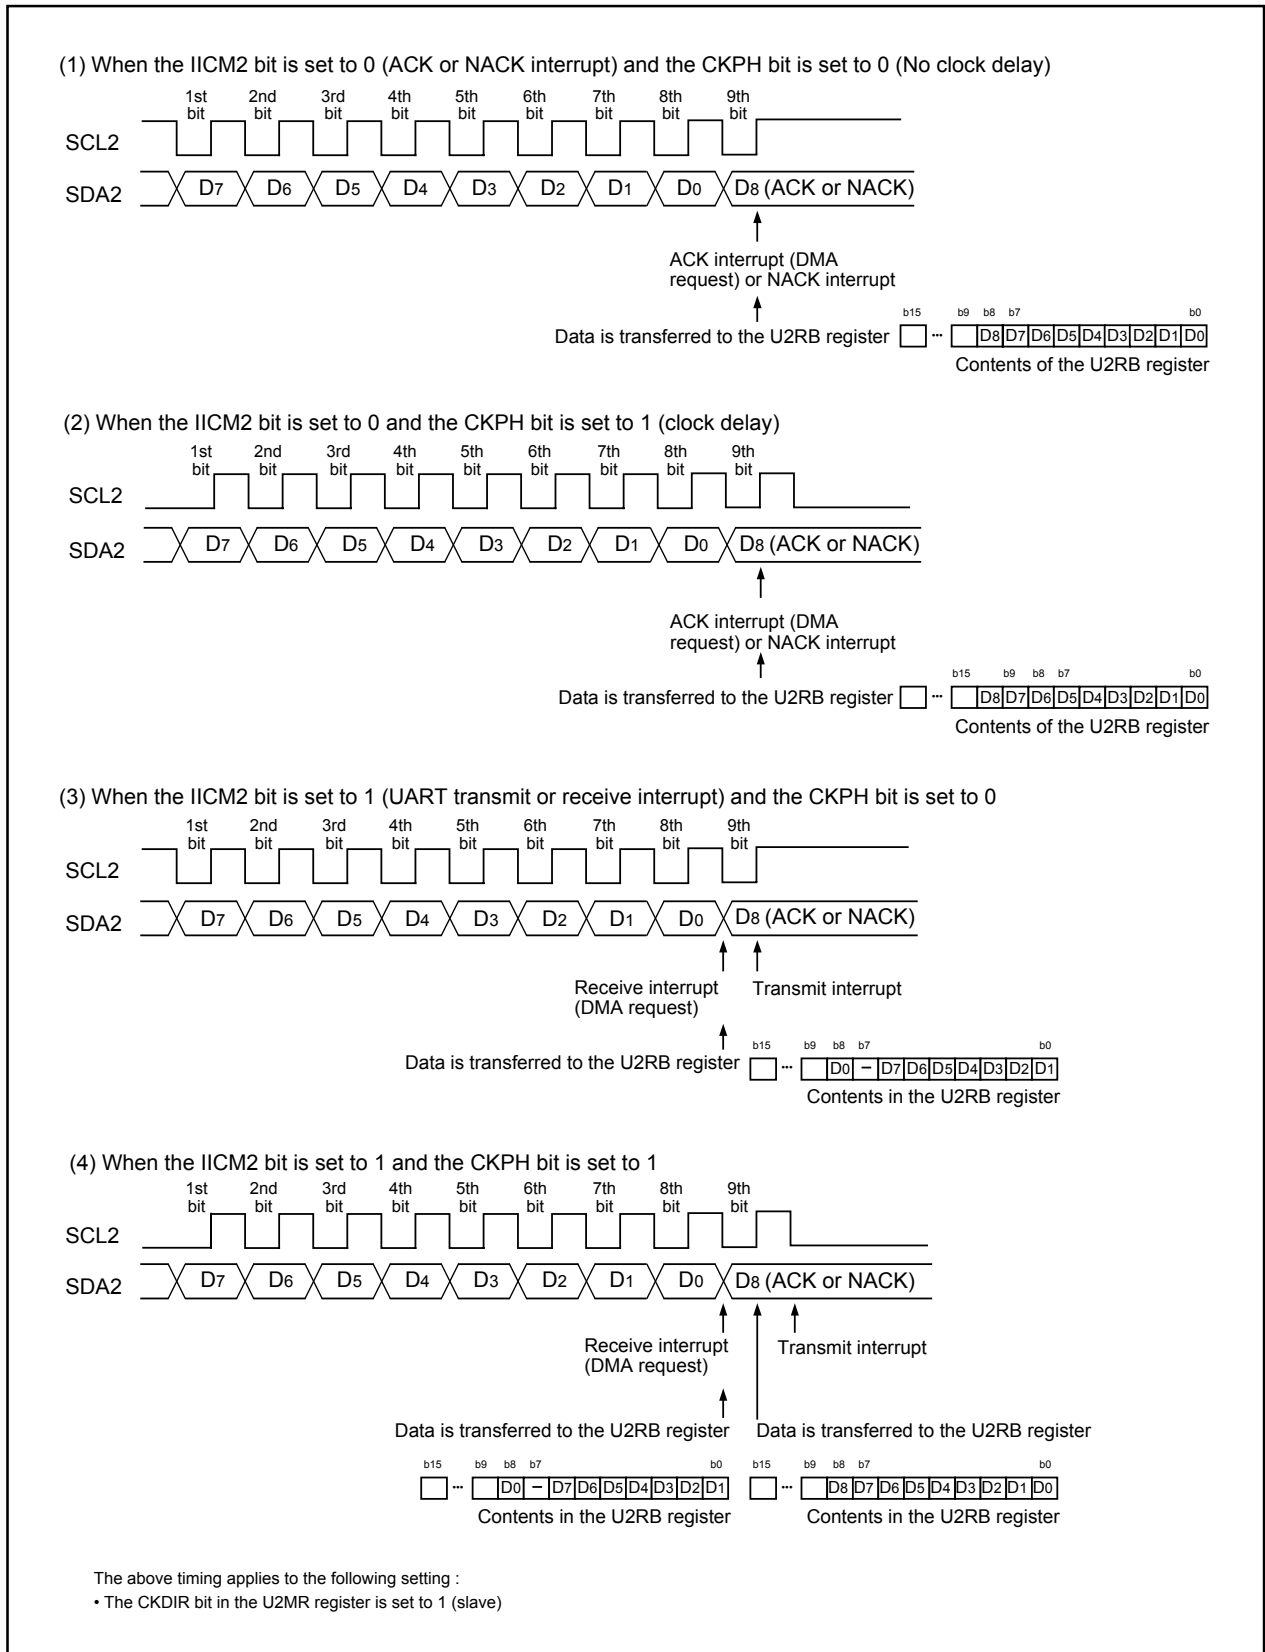 (1) When the IICM2 bit is set to 0 (ACK or NACK interrupt) and the CKPH bit is set to 0 (No clock delay)
1st bit 2nd bit 3rd bit 4th bit 5th bit 6th bit 7th bit 8th bit 9th bit
SCL2
SDA2 D7 D6 D5 D4 D3 D2 D1 D0 D8 (ACK or NACK)
ACK interrupt (DMA
request) or NACK interrupt
b15 b9 b8 b7 b0
Data is transferred to the U2RB register ... D8 D7 D6 D5 D4 D3 D2 D1 D0
Contents of the U2RB register
(2) When the IICM2 bit is set to 0 and the CKPH bit is set to 1 (clock delay)
1st bit 2nd bit 3rd bit 4th bit 5th bit 6th bit 7th bit 8th bit 9th bit
SCL2
SDA2 D7 D6 D5 D4 D3 D2 D1 D0 D8 (ACK or NACK)
ACK interrupt (DMA
request) or NACK interrupt
b15 b9 b8 b7 b0
Data is transferred to the U2RB register ... D8 D7 D6 D5 D4 D3 D2 D1 D0
Contents of the U2RB register
(3) When the IICM2 bit is set to 1 (UART transmit or receive interrupt) and the CKPH bit is set to 0
1st bit 2nd bit 3rd bit 4th bit 5th bit 6th bit 7th bit 8th bit 9th bit
SCL2
SDA2 D7 D6 D5 D4 D3 D2 D1 D0 D8 (ACK or NACK)
Receive interrupt Transmit interrupt
(DMA request)
b15 b9 b8 b7 b0
Data is transferred to the U2RB register ... D0 – D7 D6 D5 D4 D3 D2 D1
Contents in the U2RB register
(4) When the IICM2 bit is set to 1 and the CKPH bit is set to 1
1st bit 2nd bit 3rd bit 4th bit 5th bit 6th bit 7th bit 8th bit 9th bit
SCL2
SDA2 D7 D6 D5 D4 D3 D2 D1 D0 D8 (ACK or NACK)
Receive interrupt Transmit interrupt
(DMA request)
Data is transferred to the U2RB register Data is transferred to the U2RB register
b15 b9 b8 b7 b0 b15 b9 b8 b7 b0
... D0 – D7 D6 D5 D4 D3 D2 D1 ... D8 D7 D6 D5 D4 D3 D2 D1 D0
Contents in the U2RB register Contents in the U2RB register
The above timing applies to the following setting :
• The CKDIR bit in the U2MR register is set to 1 (slave)